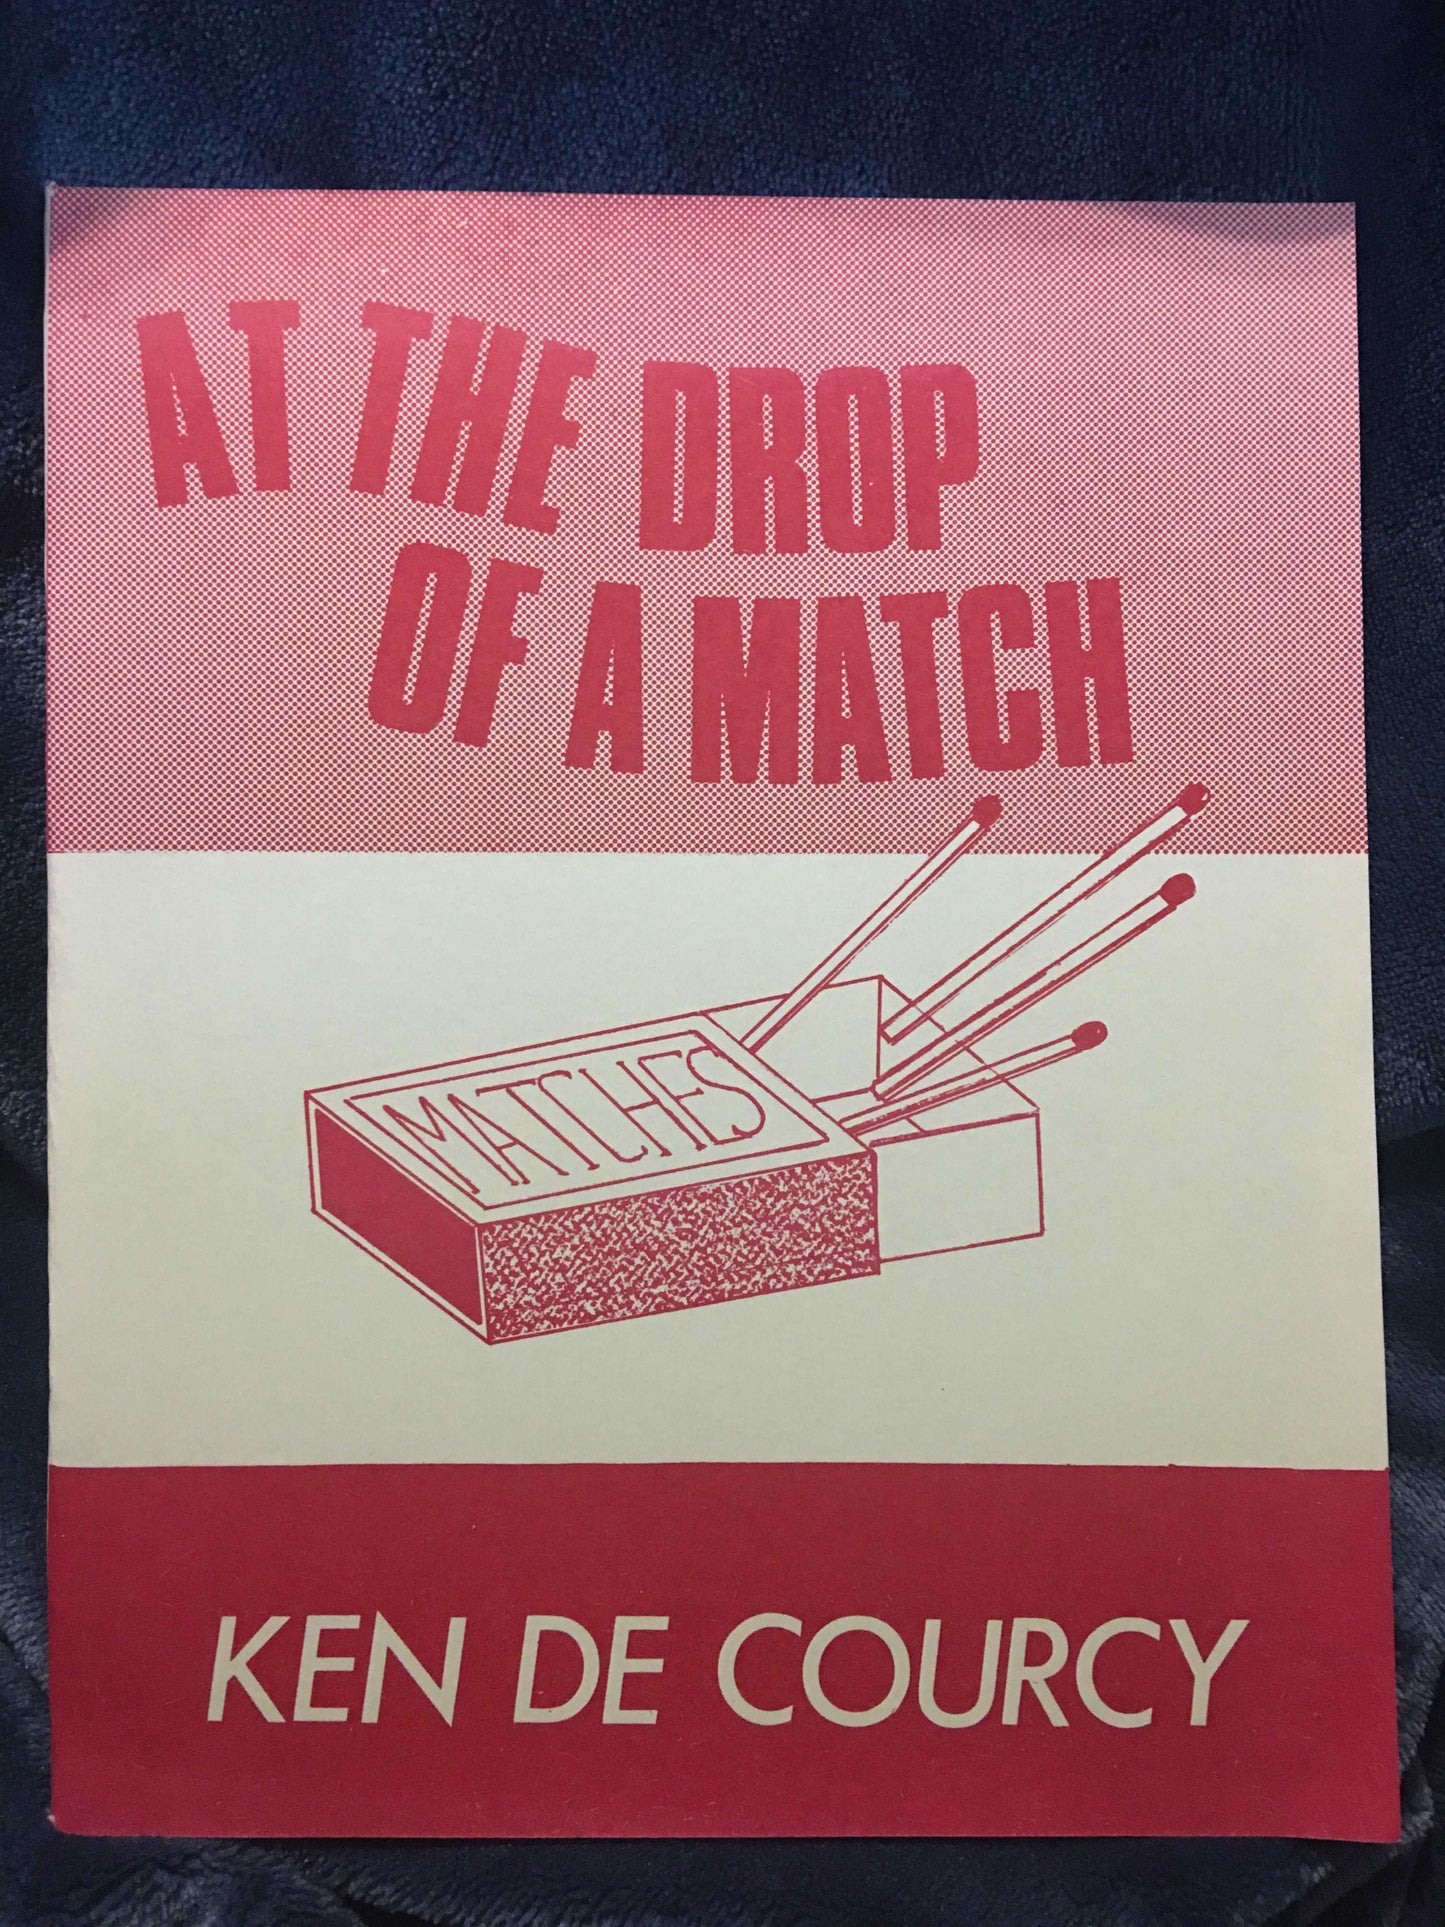 AT THE DROP
OF A MATCH
MATCHES
KEN DE COURCY